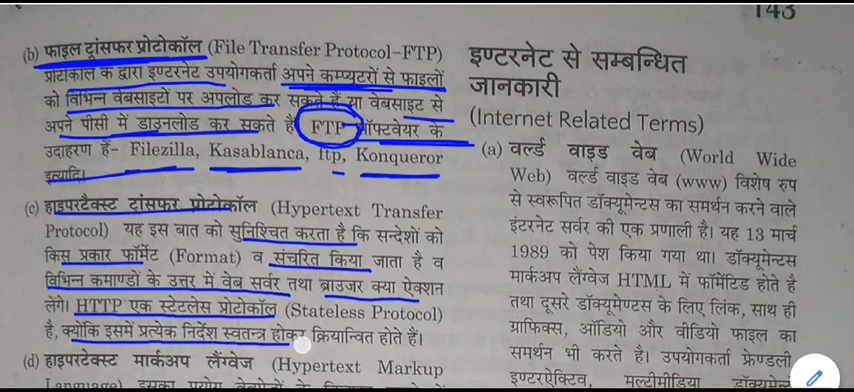 143
(b) फाइल ट्रांसफर प्रोटोकॉल (File Transfer Protocol-FTP)
प्रोटोकॉल के द्वारा इण्टरनेट उपयोगकर्ता अपने कम्प्यूटरों से फाइलों
को विभिन्न वेबसाइटों पर अपलोड कर सकते हैं या वेबसाइट से
अपने पीसी में डाउनलोड कर सकते हैं FTP सॉफ्टवेयर के
उदाहरण हैं- Filezilla, Kasablanca, ftp, Konqueror
इत्यादि।
(c) हाइपरटैक्स्ट ट्रांसफर प्रोटोकॉल (Hypertext Transfer
Protocol) यह इस बात को सुनिश्चित करता है कि सन्देशों को
किस प्रकार फॉर्मेट (Format) व संचरित किया जाता है व
विभिन्न कमाण्डों के उत्तर में वेब सर्वर तथा ब्राउजर क्या ऐक्शन
लेंगे। HTTP एक स्टेटलेस प्रोटोकॉल (Stateless Protocol)
है, क्योंकि इसमें प्रत्येक निर्देश स्वतन्त्र होकर क्रियान्वित होते हैं।
(d) हाइपरटैक्स्ट मार्कअप लैंग्वेज (Hypertext Markup
Language) इसका प्रयोग
इण्टरनेट से सम्बन्धित
जानकारी
(Internet Related Terms)
(a) वर्ल्ड वाइड वेब (World Wide
Web) वर्ल्ड वाइड वेब (www) विशेष रुप
से स्वरूपित डॉक्यूमेन्टस का समर्थन करने वाले
इंटरनेट सर्वर की एक प्रणाली है। यह 13 मार्च
1989 को पेश किया गया था। डॉक्यूमेन्टस
मार्कअप लैंग्वेज HTML में फॉर्मेटिड होते है
तथा दूसरे डॉक्यूमेण्टस के लिए लिंक, साथ ही
ग्राफिक्स, ऑडियो और वीडियो फाइल का
समर्थन भी करते है। उपयोगकर्ता फ्रेण्डली
इण्टरऐक्टिव, मल्टीमीडिया डॉक्यूमेन्ट